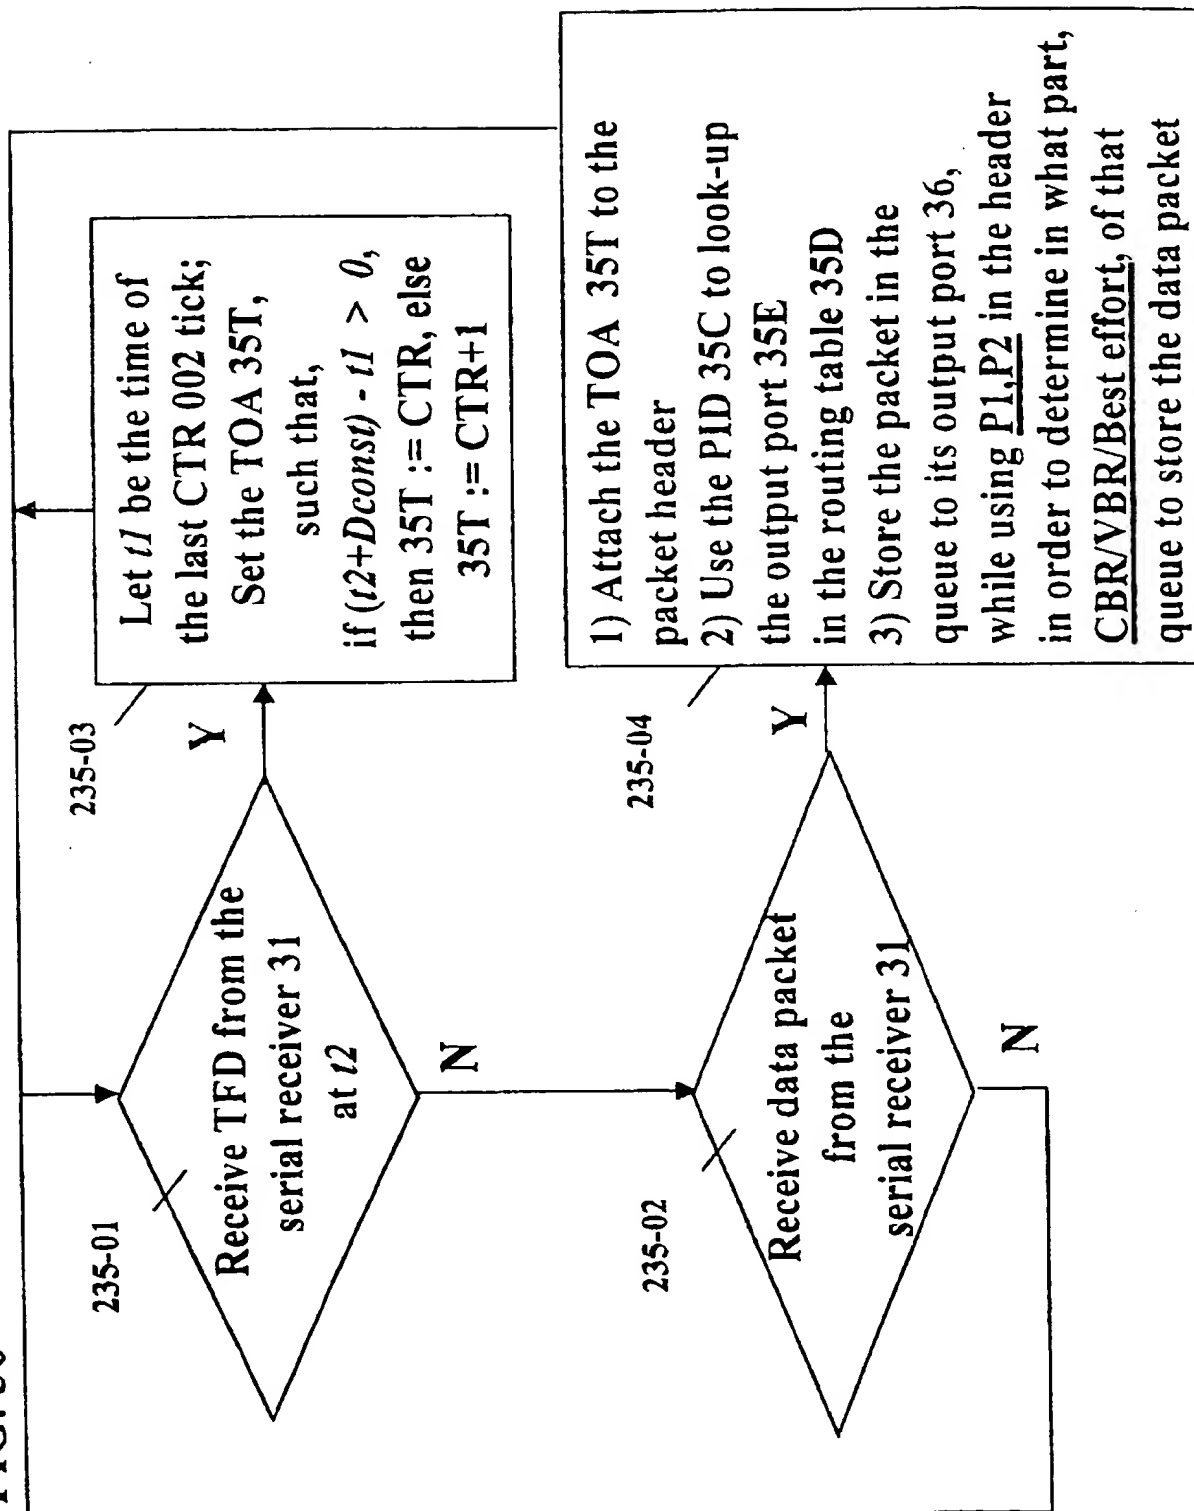 235-01
Receive TFD from the
serial receiver 31
at t2
Y
N
235-03
Let t1 be the time of
the last CTR 002 tick;
Set the TOA 35T,
such that,
if (t2+Dconst) - t1 > 0,
then 35T := CTR, else
35T := CTR+1
235-02
Receive data packet
from the
serial receiver 31
Y
N
235-04
1) Attach the TOA 35T to the
packet header
2) Use the PID 35C to look-up
the output port 35E
in the routing table 35D
3) Store the packet in the
queue to its output port 36,
while using P1,P2 in the header
in order to determine in what part,
CBR/VBR/Best effort, of that
queue to store the data packet